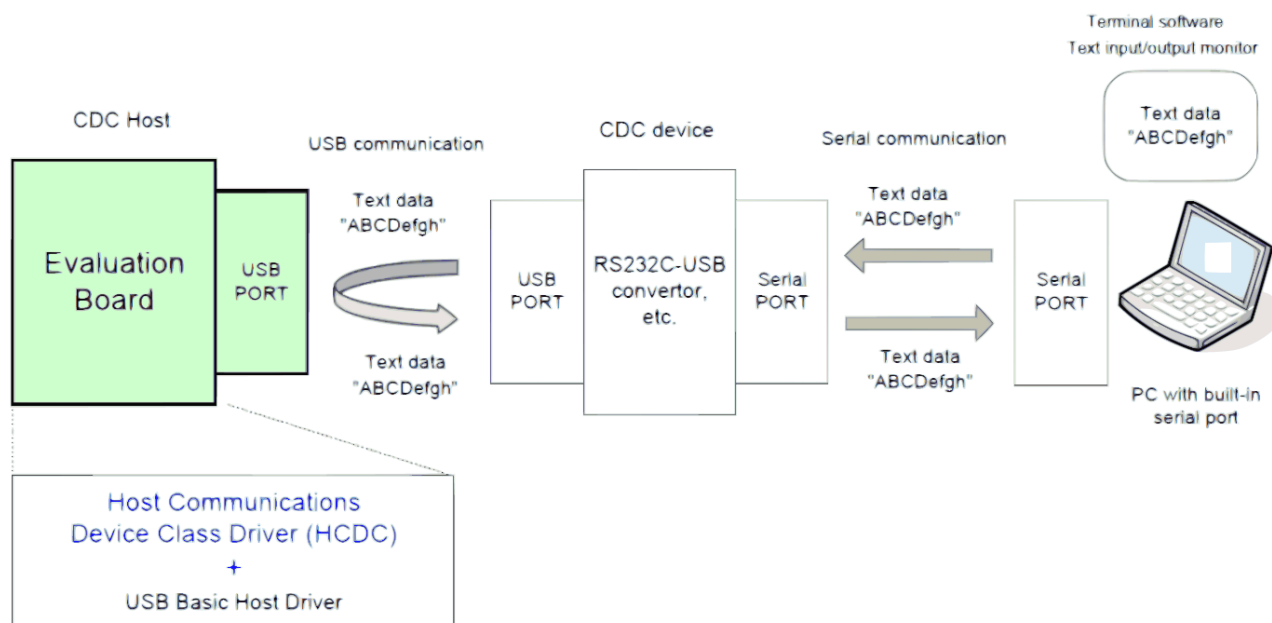 Terminal software
Text input/output monitor
Text data
"ABCDefgh"
CDC Host
USB communication
CDC device
Serial communication
Text data
"ABCDefgh"
Text data
"ABCDefgh"
Evaluation
Board
USB
PORT
USB
PORT
RS232C-USB
convertor,
etc.
Serial
PORT
Serial
PORT
Text data
"ABCDefgh"
Text data
"ABCDefgh"
PC with built-in
serial port
Host Communications
Device Class Driver (HCDC)
+
USB Basic Host Driver